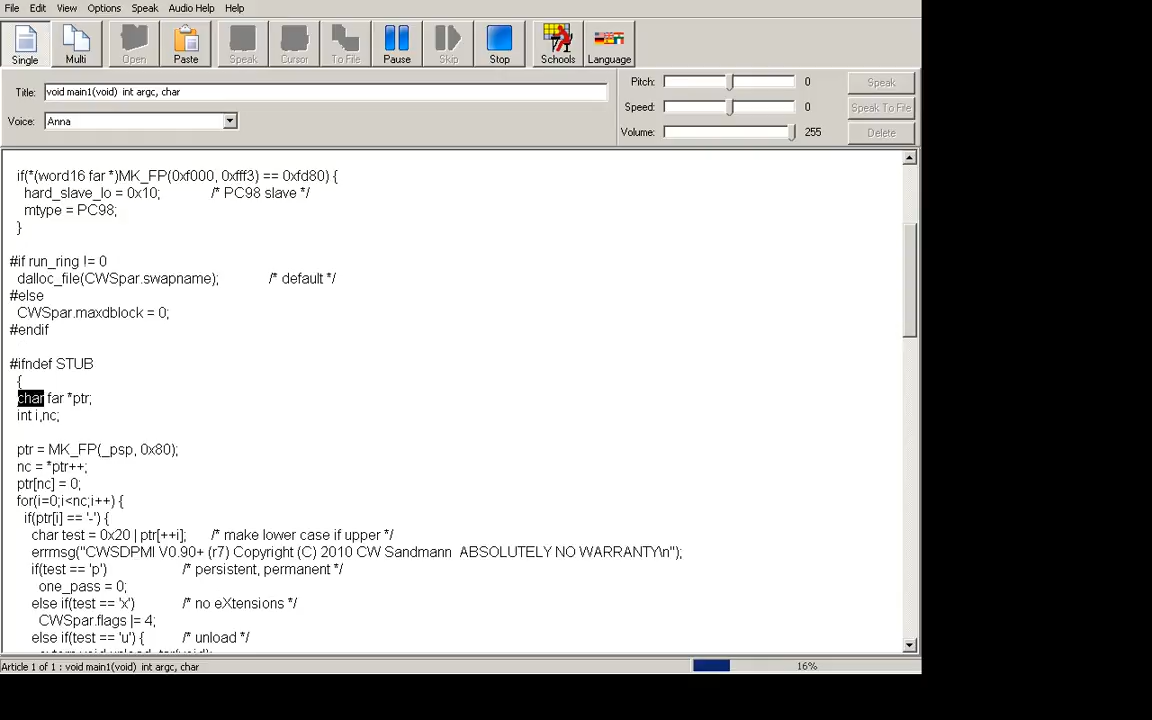 File Edit View Options Speak Audio Help Help
Single Multi Open Paste Speak Cursor To File Pause Skip Stop Schools Language
Title: void main1(void) int argc, char
Voice: Anna
Pitch: 0 Speak
Speed: 0 Speak To File
Volume: 255 Delete
if(*(word16 far *)MK_FP(0xf000, 0xfff3) == 0xfd80) {
hard_slave_lo = 0x10; /* PC98 slave */
mtype = PC98;
}
#if run_ring != 0
dalloc_file(CWSpar.swapname); /* default */
#else
CWSpar.maxdblock = 0;
#endif
#ifndef STUB
{
char far *ptr;
int i,nc;
ptr = MK_FP(_psp, 0x80);
nc = *ptr++;
ptr[nc] = 0;
for(i=0;i<nc;i++) {
if(ptr[i] == '-') {
char test = 0x20 | ptr[++i]; /* make lower case if upper */
errmsg("CWSDPMI V0.90+ (r7) Copyright (C) 2010 CW Sandmann  ABSOLUTELY NO WARRANTY\n");
if(test == 'p') /* persistent, permanent */
one_pass = 0;
else if(test == 'x') /* no eXtensions */
CWSpar.flags |= 4;
else if(test == 'u') { /* unload */
Article 1 of 1 : void main1(void) int argc, char 16%